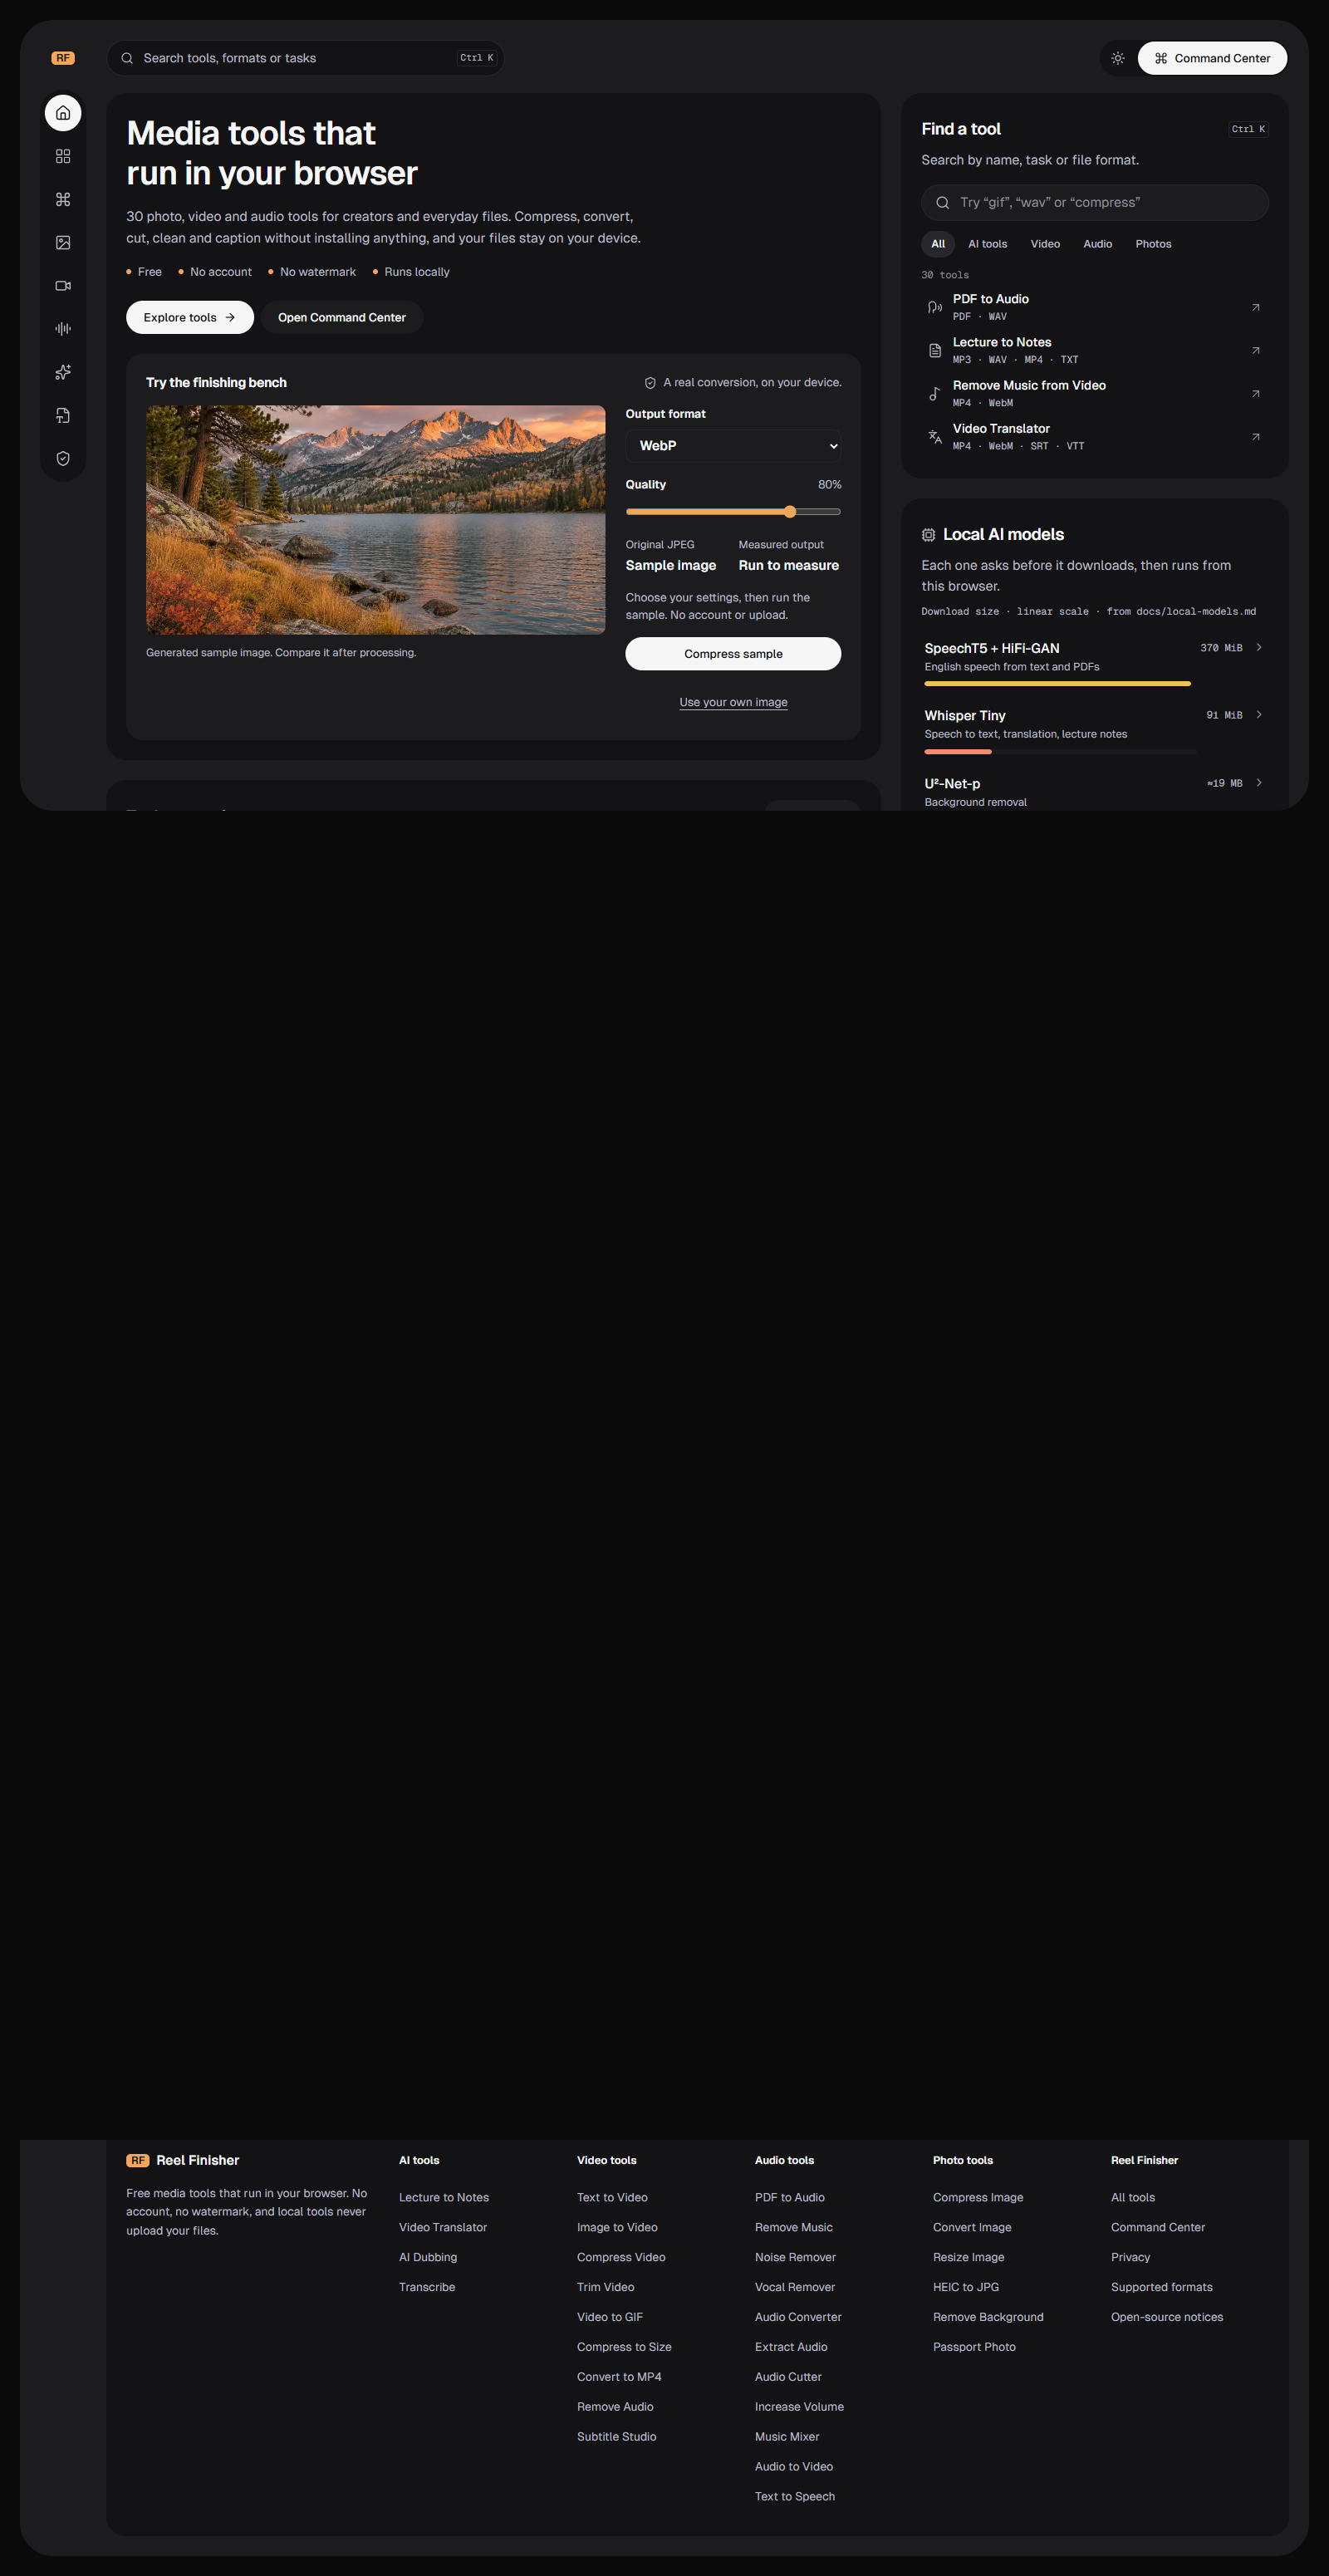 RF
Search tools, formats or tasks
Ctrl K
Command Center
Media tools that
run in your browser
30 photo, video and audio tools for creators and everyday files. Compress, convert,
cut, clean and caption without installing anything, and your files stay on your device.
Free
No account
No watermark
Runs locally
Explore tools
Open Command Center
Try the finishing bench
A real conversion, on your device.
Generated sample image. Compare it after processing.
Output format
WebP
Quality
80%
Original JPEG
Measured output
Sample image
Run to measure
Choose your settings, then run the
sample. No account or upload.
Compress sample
Use your own image
Find a tool
Ctrl K
Search by name, task or file format.
Try “gif”, “wav” or “compress”
All
AI tools
Video
Audio
Photos
30 tools
PDF to Audio
PDF · WAV
Lecture to Notes
MP3 · WAV · MP4 · TXT
Remove Music from Video
MP4 · WebM
Video Translator
MP4 · WebM · SRT · VTT
Local AI models
Each one asks before it downloads, then runs from
this browser.
Download size · linear scale · from docs/local-models.md
SpeechT5 + HiFi-GAN
370 MiB
English speech from text and PDFs
Whisper Tiny
91 MiB
Speech to text, translation, lecture notes
U²-Net-p
≈19 MB
Background removal
RF Reel Finisher
Free media tools that run in your browser. No
account, no watermark, and local tools never
upload your files.
AI tools
Lecture to Notes
Video Translator
AI Dubbing
Transcribe
Video tools
Text to Video
Image to Video
Compress Video
Trim Video
Video to GIF
Compress to Size
Convert to MP4
Remove Audio
Subtitle Studio
Audio tools
PDF to Audio
Remove Music
Noise Remover
Vocal Remover
Audio Converter
Extract Audio
Audio Cutter
Increase Volume
Music Mixer
Audio to Video
Text to Speech
Photo tools
Compress Image
Convert Image
Resize Image
HEIC to JPG
Remove Background
Passport Photo
Reel Finisher
All tools
Command Center
Privacy
Supported formats
Open-source notices